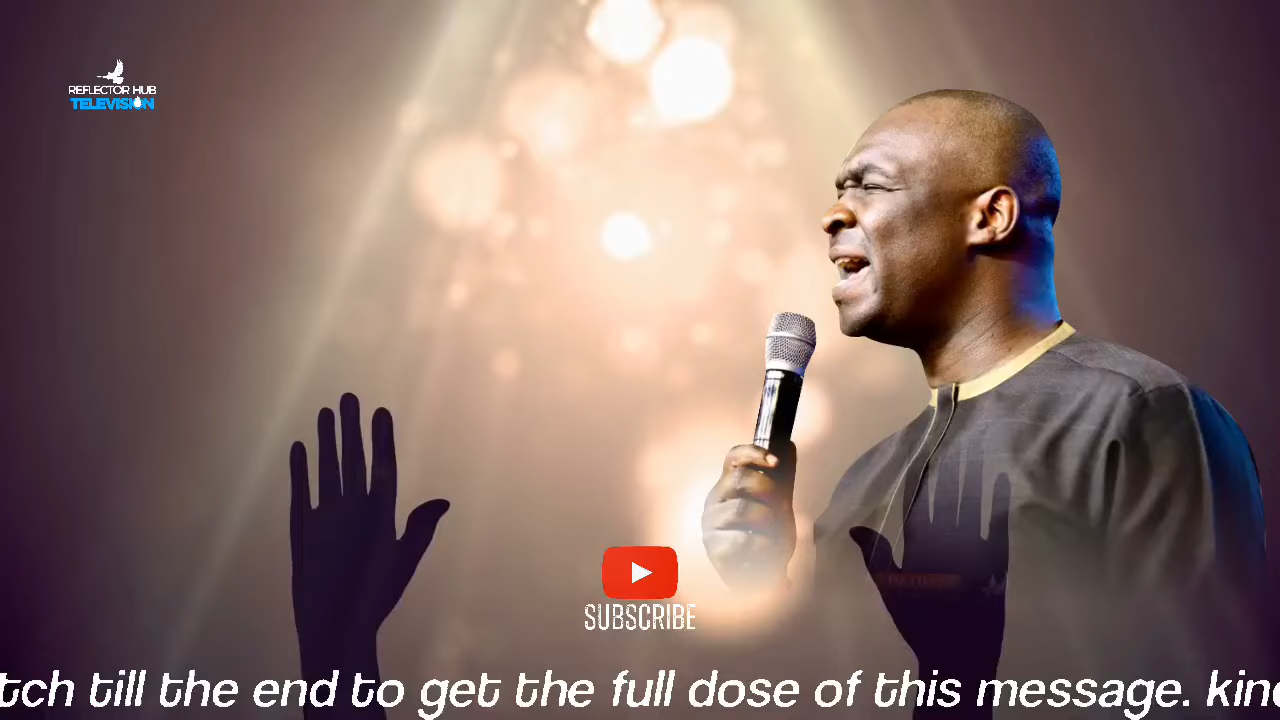 REFLECTOR HUB
TELEVISION
SUBSCRIBE
tch till the end to get the full dose of this message. kin